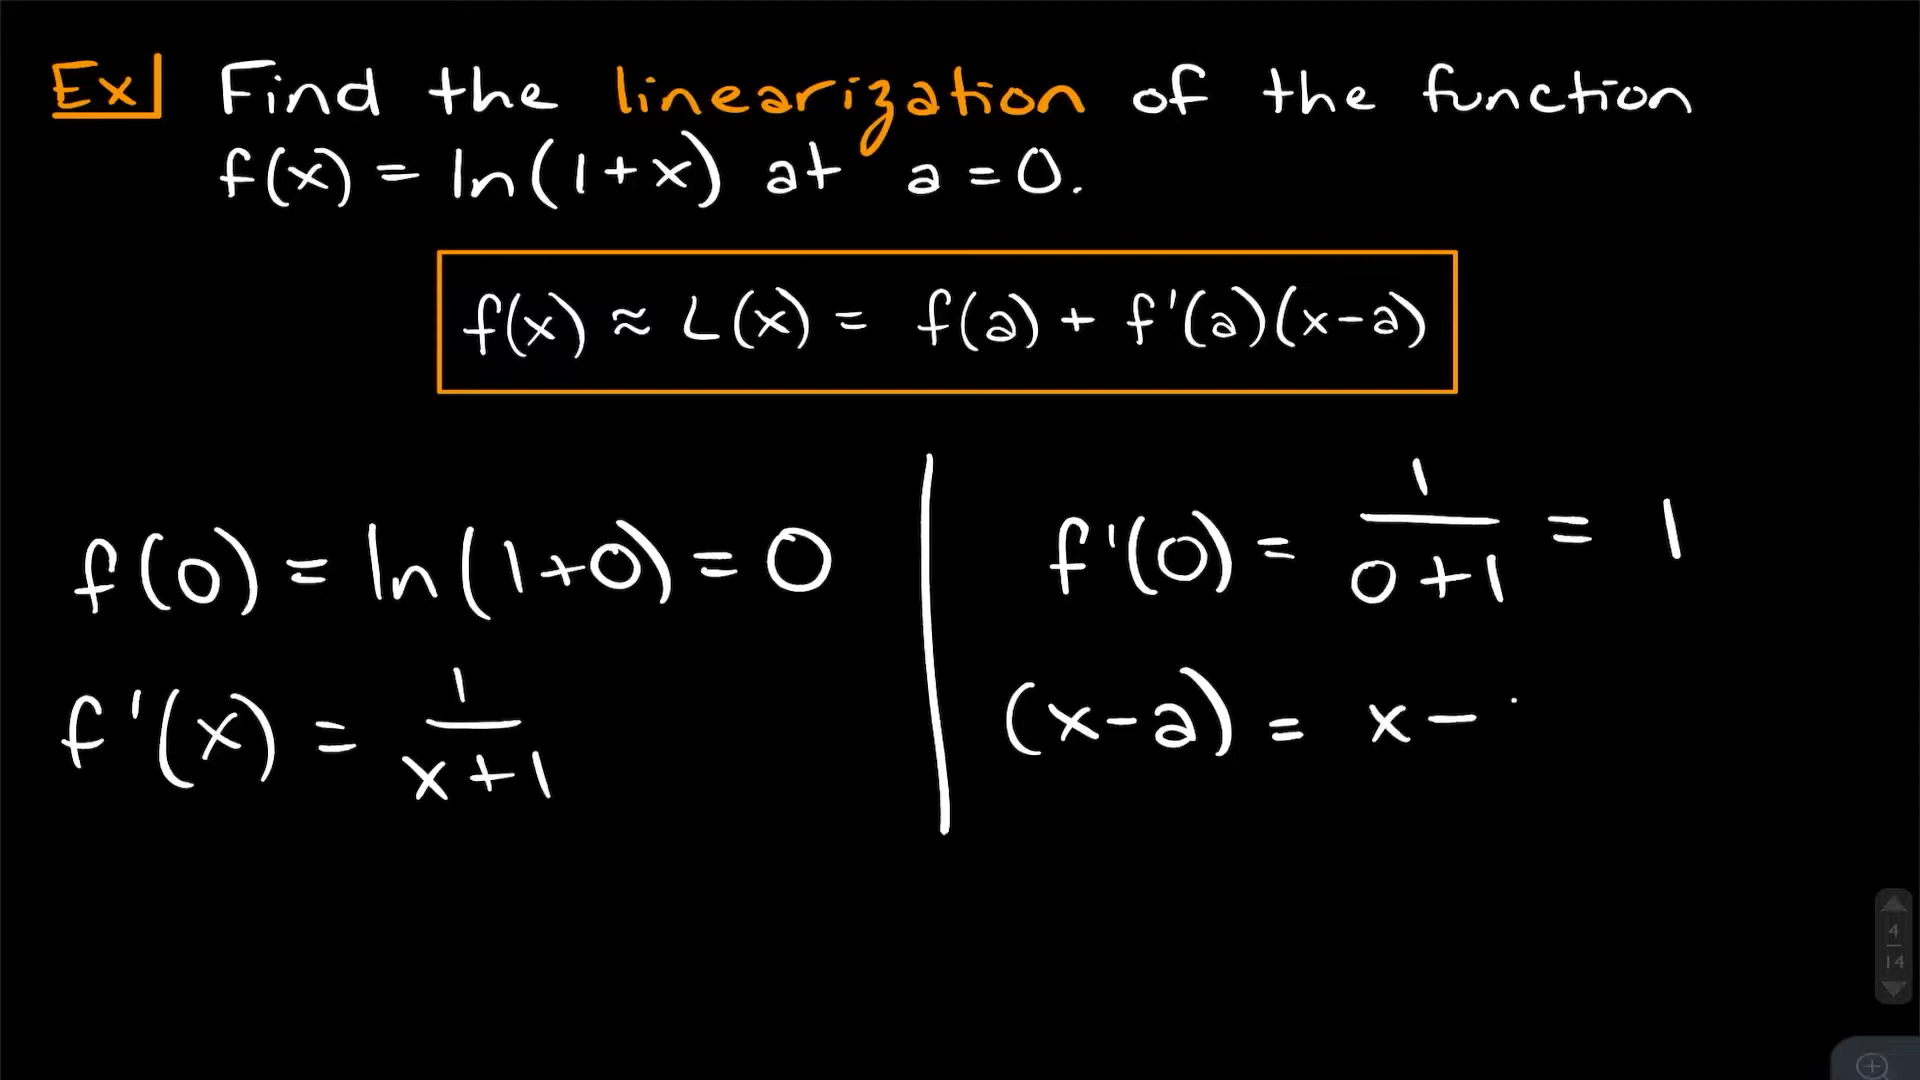 Ex Find the linearization of the function
f(x) = ln(1+x) at a=0.
f(x) ≈ L(x) = f(a) + f'(a)(x-a)
f(0) = ln(1+0) = 0
f'(x) = 1/(x+1)
f'(0) = 1/(0+1) = 1
(x-a) = x-
4
14